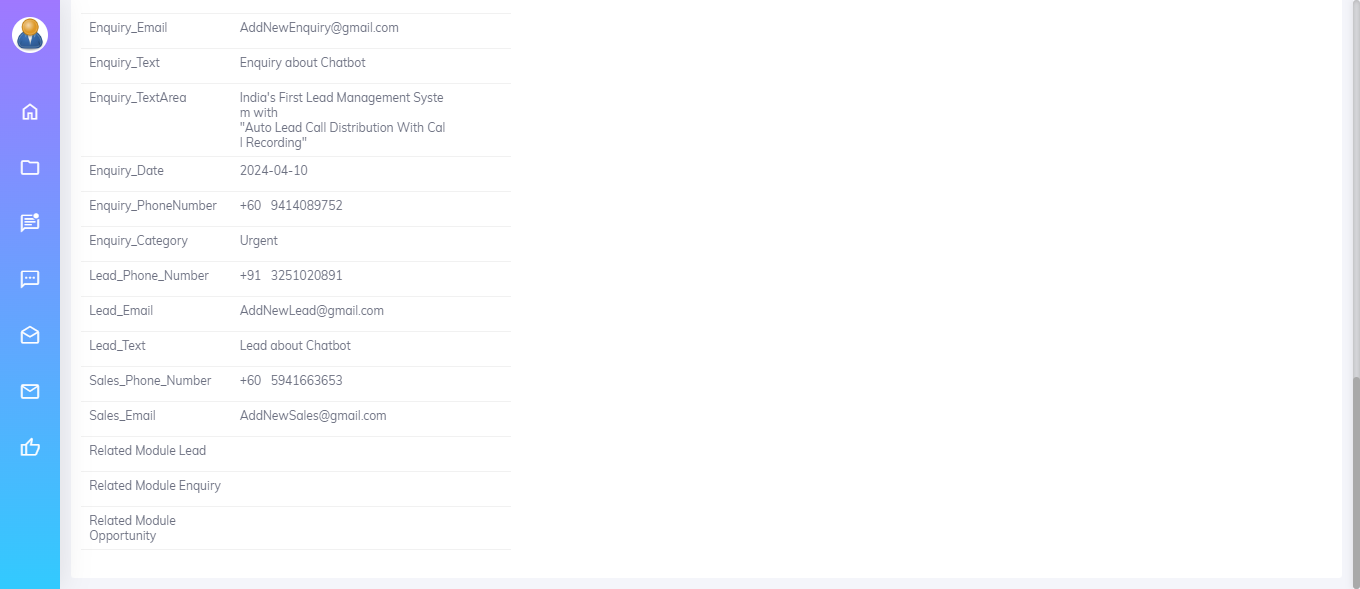 Enquiry_Email AddNewEnquiry@gmail.com
Enquiry_Text Enquiry about Chatbot
Enquiry_TextArea India's First Lead Management Syste
m with
"Auto Lead Call Distribution With Cal
l Recording"
Enquiry_Date 2024-04-10
Enquiry_PhoneNumber +60 9414089752
Enquiry_Category Urgent
Lead_Phone_Number +91 3251020891
Lead_Email AddNewLead@gmail.com
Lead_Text Lead about Chatbot
Sales_Phone_Number +60 5941663653
Sales_Email AddNewSales@gmail.com
Related Module Lead
Related Module Enquiry
Related Module
Opportunity